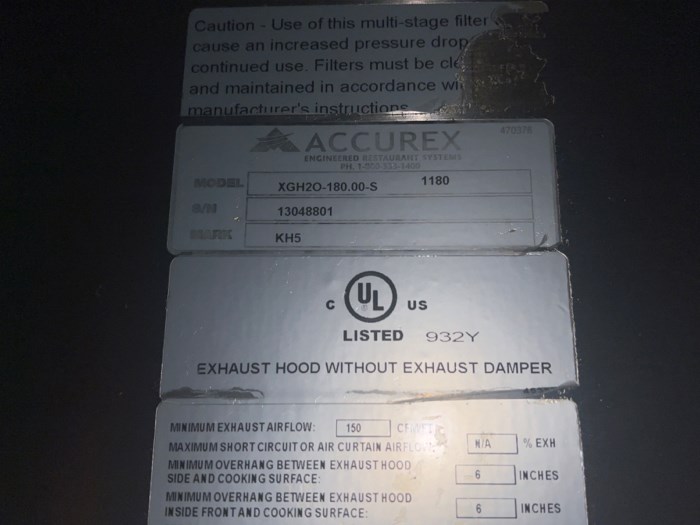 Caution - Use of this multi-stage filter
cause an increased pressure drop
continued use. Filters must be
and maintained in accordance
manufacturer's instructions
470376
ACCUREX
ENGINEERED RESTAURANT SYSTEMS
MODEL XGH2O-180.00-S 1180
S/N 13048801
MARK KH5
C UL US
LISTED 932Y
EXHAUST HOOD WITHOUT EXHAUST DAMPER
MINIMUM EXHAUST AIRFLOW: 150
MAXIMUM SHORT CIRCUIT OR AIR CURTAIN N/A % EXH
MINIMUM OVERHANG BETWEEN EXHAUST HOOD
SIDE AND COOKING SURFACE: 6 INCHES
MINIMUM OVERHANG BETWEEN EXHAUST HOOD
INSIDE FRONT AND COOKING SURFACE: 6 INCHES